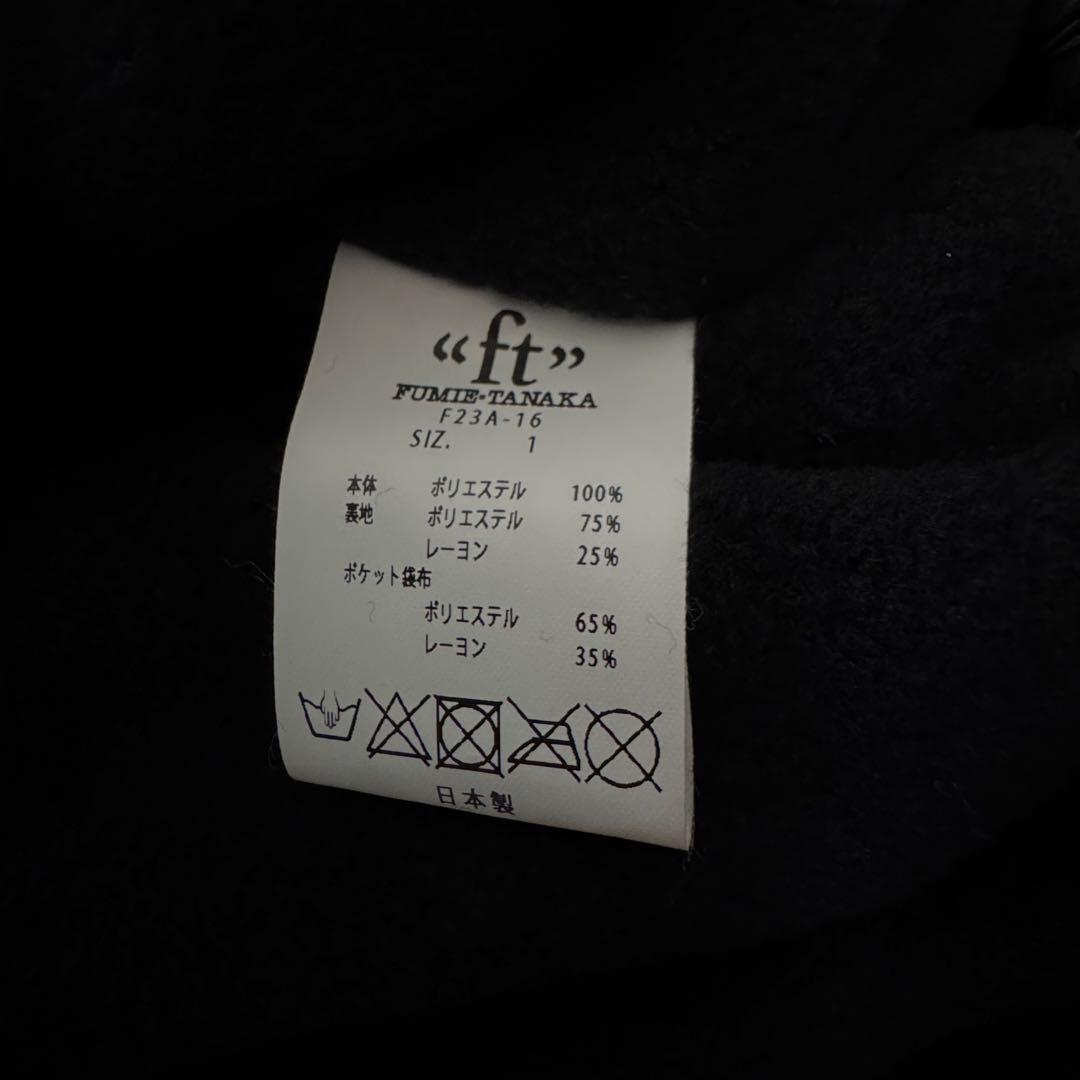 “ft”
FUMIE=TANAKA
F23A-16
SIZ. 1
本体 ポリエステル 100%
裏地 ポリエステル 75%
レーヨン 25%
ポケット袋布
ポリエステル 65%
レーヨン 35%
日本製